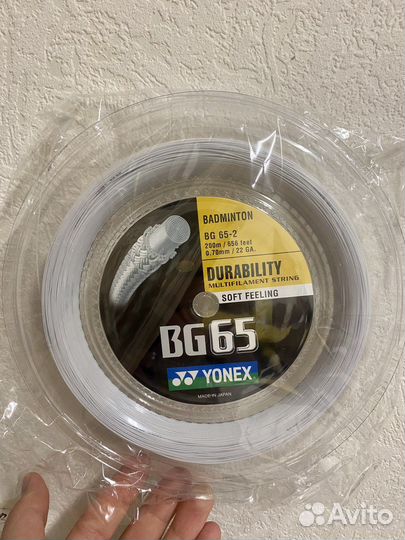 BADMINTON
BG 65-2
200m / 656 feet
0.70mm / 22 GA.
DURABILITY
MULTIFILAMENT STRING
SOFT FEELING
BG65
YONEX
MADE IN JAPAN
Avito